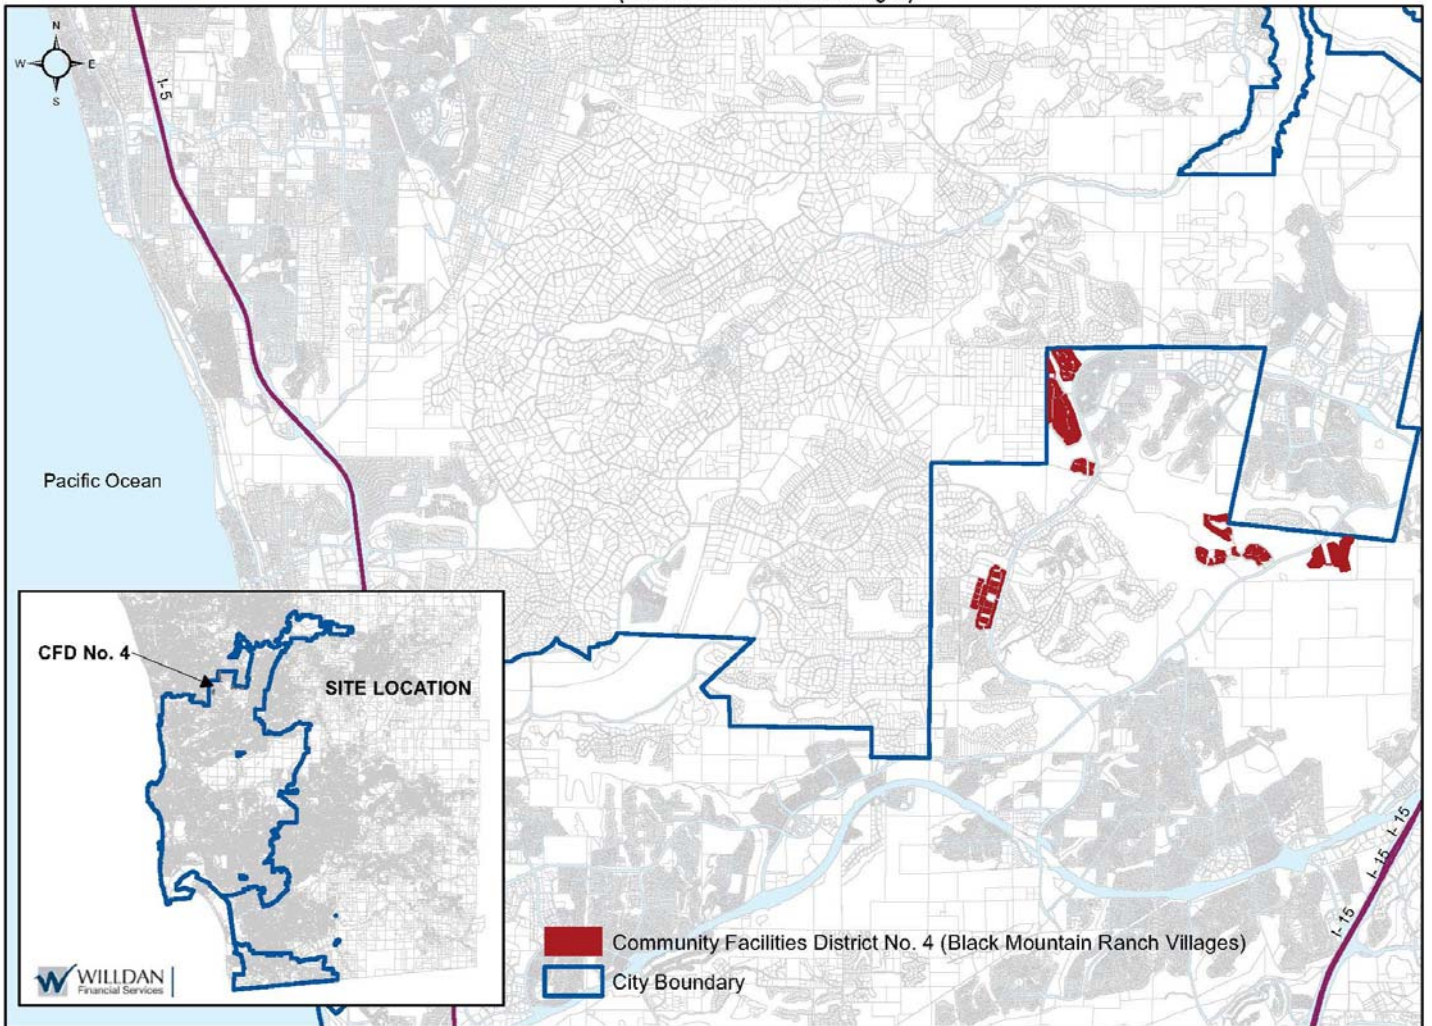 N
W E
S
I-5
Pacific Ocean
CFD No. 4
SITE LOCATION
WILLDAN
Financial Services
Community Facilities District No. 4 (Black Mountain Ranch Villages)
City Boundary
I-15
I-15
I-15